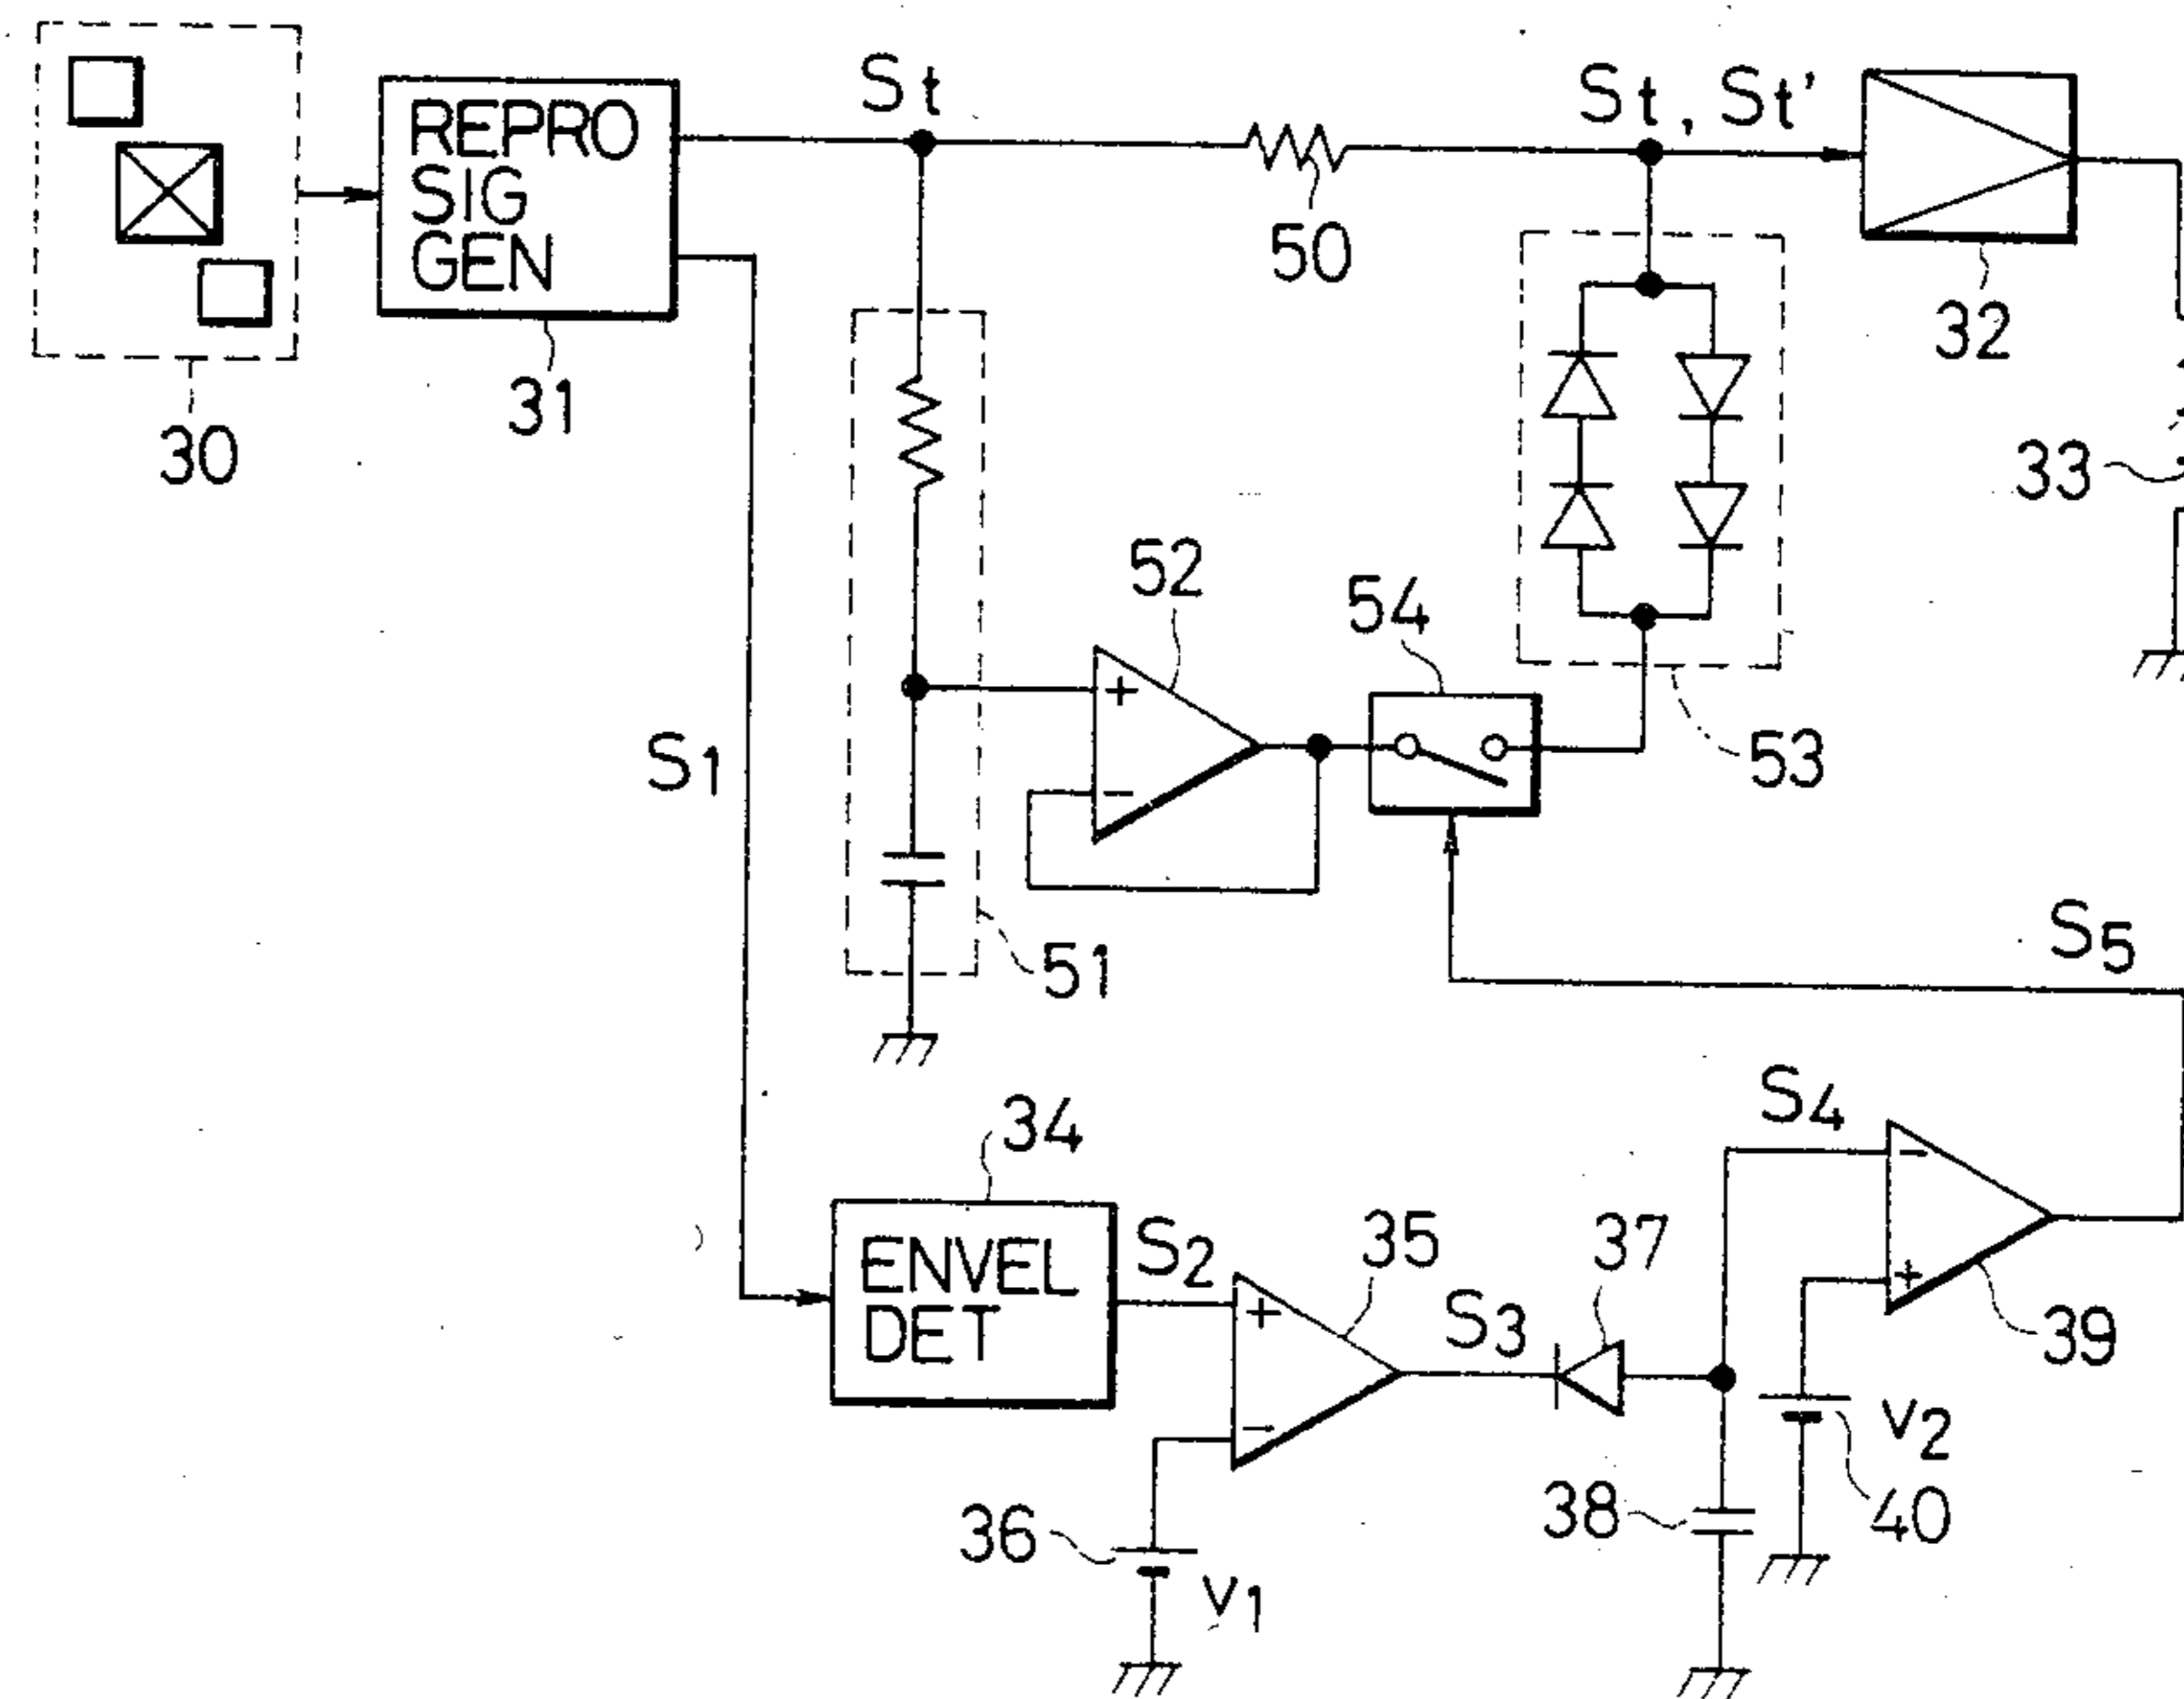 St
St, St'
REPRO
SIG
GEN
50
32
31
30
33
52
54
+
−
S1
53
51
S5
S4
34
−
ENVEL
DET
S2
35
37
+
S3
+
39
−
V2
36
38
40
V1